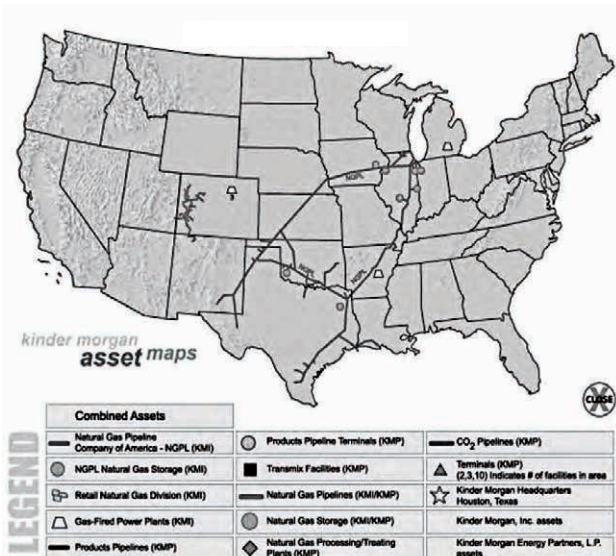 NGPL
NGPL
NGPL
kinder morgan
asset maps
CLOSE
LEGEND
Combined Assets
Natural Gas Pipeline
Company of America - NGPL (KMI)
Products Pipeline Terminals (KMP)
CO2 Pipelines (KMP)
NGPL Natural Gas Storage (KMI)
Transmix Facilities (KMP)
Terminals (KMP)
(2,3,10) Indicates # of facilities in area
Retail Natural Gas Division (KMI)
Natural Gas Pipelines (KMI/KMP)
Kinder Morgan Headquarters
Houston, Texas
Gas-Fired Power Plants (KMI)
Natural Gas Storage (KMI/KMP)
Kinder Morgan, Inc. assets
Products Pipelines (KMP)
Natural Gas Processing/Treating
Plants (KMP)
Kinder Morgan Energy Partners, L.P.
assets